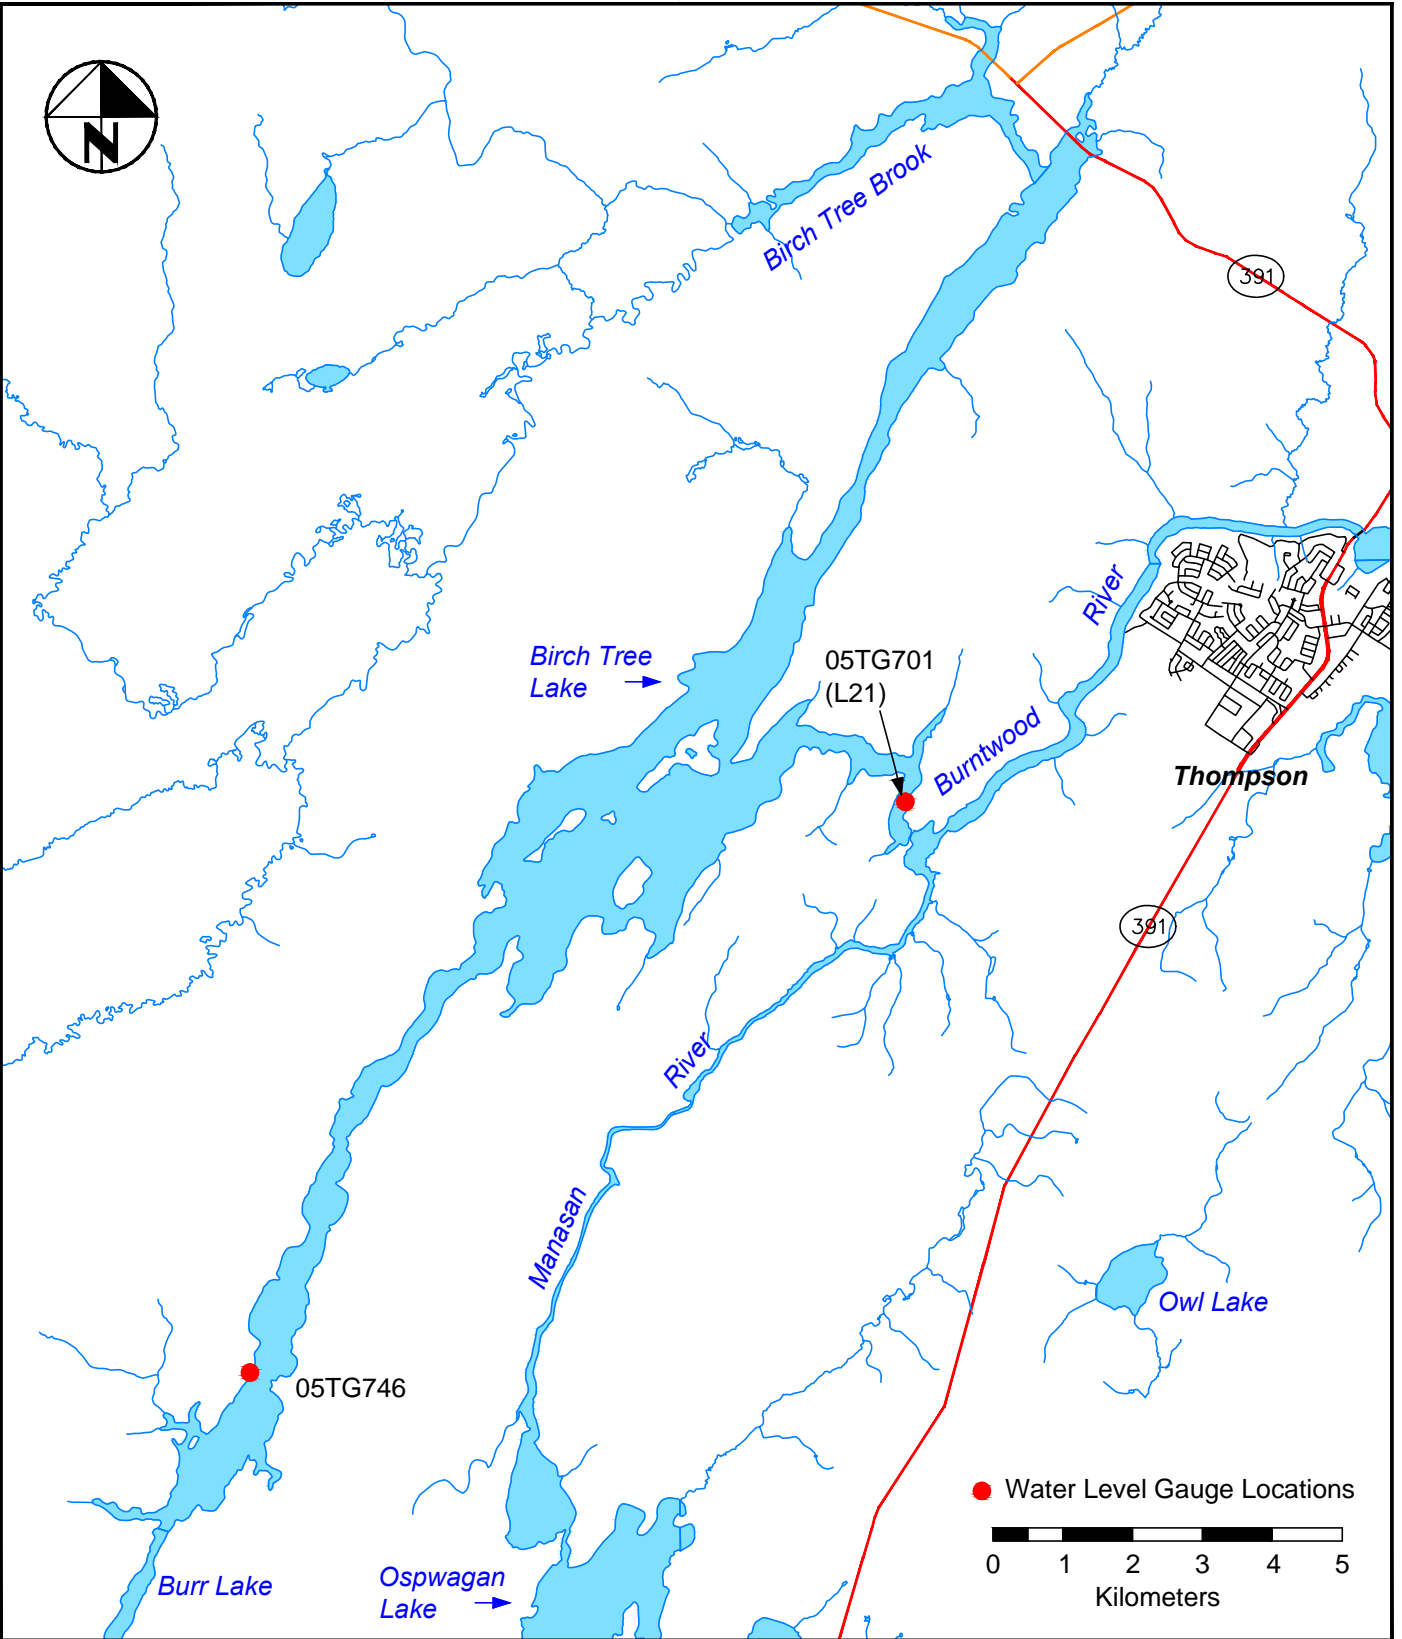 N
Birch Tree Brook
391
River
Birch Tree
Lake
05TG701
(L21)
Burntwood
Thompson
391
River
Manasan
Owl Lake
05TG746
Water Level Gauge Locations
0 1 2 3 4 5
Kilometers
Burr Lake
Ospwagan
Lake